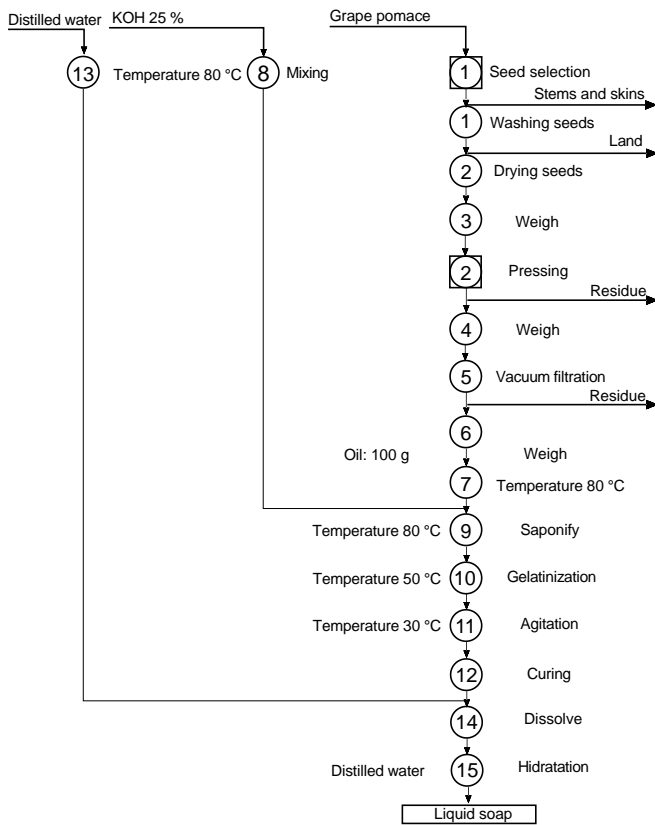 Distilled water KOH 25 % Grape pomace
13 Temperature 80 °C 8 Mixing 1 Seed selection
Stems and skins
1 Washing seeds
Land
2 Drying seeds
3 Weigh
2 Pressing
Residue
4 Weigh
5 Vacuum filtration
Residue
6
Oil: 100 g Weigh
7 Temperature 80 °C
Temperature 80 °C 9 Saponify
Temperature 50 °C 10 Gelatinization
Temperature 30 °C 11 Agitation
12 Curing
14 Dissolve
Distilled water 15 Hidratation
Liquid soap